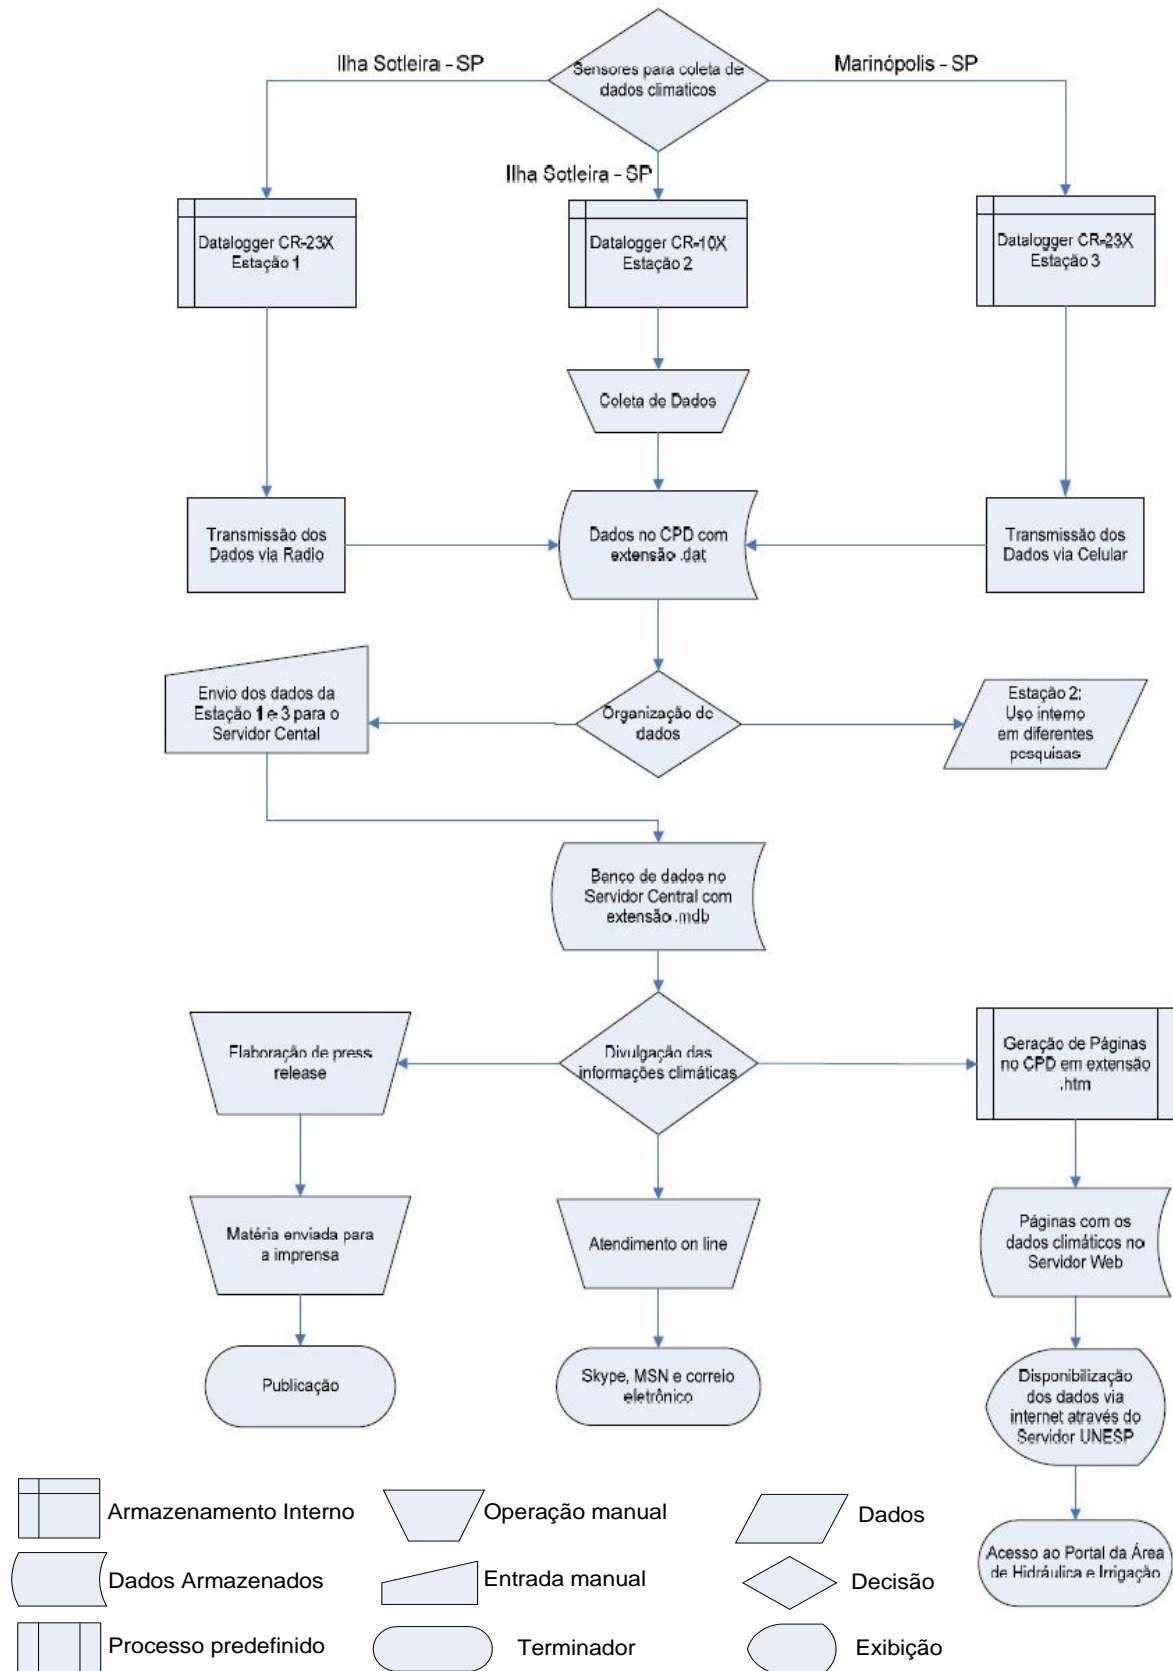 Ilha Sotleira - SP
Sensores para coleta de
dados climaticos
Marinópolis - SP
Ilha Sotleira - SP
Datalogger CR-23X
Estação 1
Datalogger CR-10X
Estação 2
Datalogger CR-23X
Estação 3
Coleta de Dados
Transmissão dos
Dados via Radio
Dados no CPD com
extensão .dat
Transmissão dos
Dados via Celular
Envio dos dados da
Estação 1 e 3 para o
Servidor Cental
Organização de
dados
Estação 2:
Uso interno
em diferentes
pesquisas
Banco de dados no
Servidor Central com
extensão .mdb
Elaboração de press
release
Divulgação das
informações climáticas
Geração de Páginas
no CPD em extensão
.htm
Matéria enviada para
a imprensa
Atendimento on line
Páginas com os
dados climáticos no
Servidor Web
Publicação
Skype, MSN e correio
eletrônico
Disponibilização
dos dados via
internet através do
Servidor UNESP
Acesso ao Portal da Área
de Hidráulica e Irrigação
Armazenamento Interno
Operação manual
Dados
Dados Armazenados
Entrada manual
Decisão
Processo predefinido
Terminador
Exibição